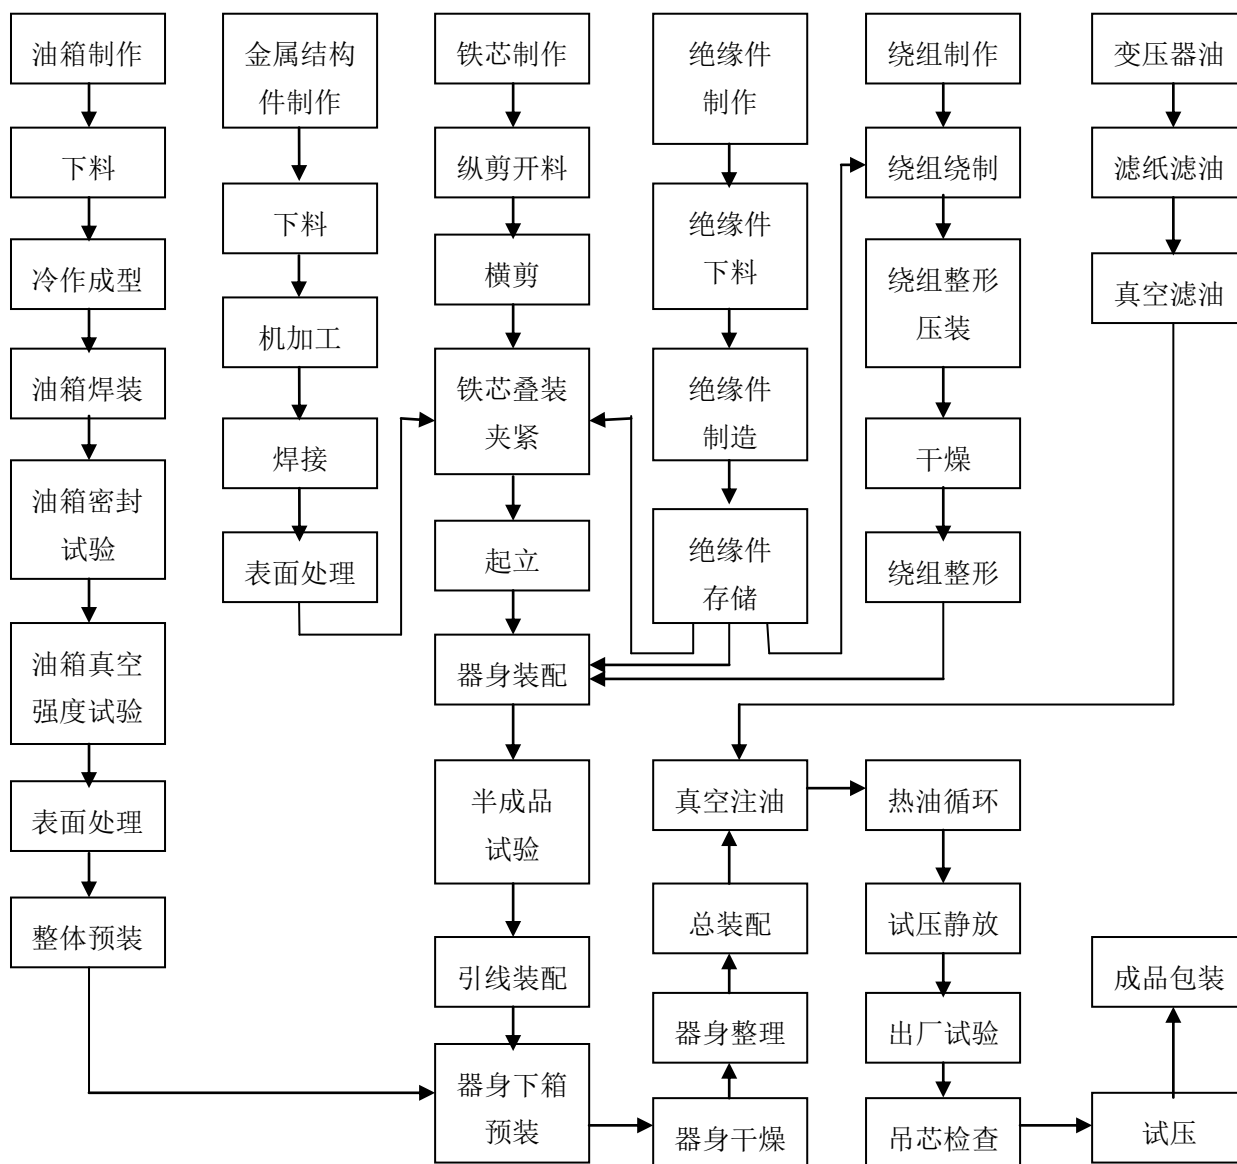 油箱制作
下料
冷作成型
油箱焊装
油箱密封
试验
油箱真空
强度试验
表面处理
整体预装
金属结构
件制作
下料
机加工
焊接
表面处理
铁芯制作
纵剪开料
横剪
铁芯叠装
夹紧
起立
器身装配
半成品
试验
引线装配
器身下箱
预装
绝缘件
制作
绝缘件
下料
绝缘件
制造
绝缘件
存储
真空注油
总装配
器身整理
器身干燥
绕组制作
绕组绕制
绕组整形
压装
干燥
绕组整形
热油循环
试压静放
出厂试验
吊芯检查
变压器油
滤纸滤油
真空滤油
成品包装
试压